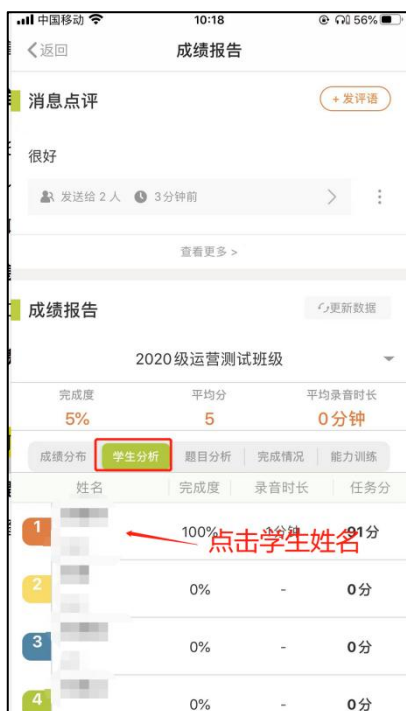 中国移动 10:18 56%
返回 成绩报告
消息点评 + 发评语
很好
发送给 2 人 3分钟前
查看更多 >
成绩报告 更新数据
2020级运营测试班级
完成度 平均分 平均录音时长
5% 5 0分钟
成绩分布 学生分析 题目分析 完成情况 能力训练
姓名 完成度 录音时长 任务分
1 100% 91分
点击学生姓名
2 0% - 0分
3 0% - 0分
4 0% - 0分